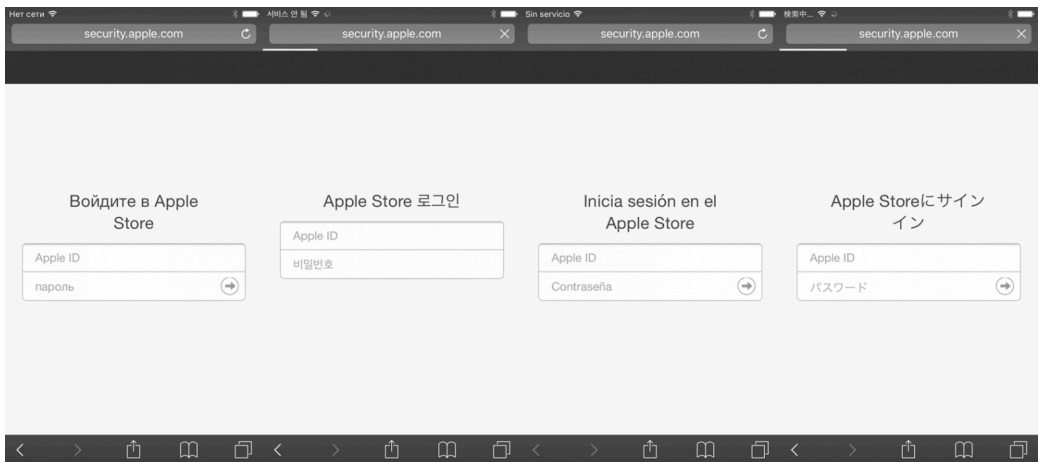 Нет сети
security.apple.com
Войдите в Apple
Store
Apple ID
пароль
서비스 안 됨
security.apple.com
Apple Store 로그인
Apple ID
비밀번호
Sin servicio
security.apple.com
Inicia sesión en el
Apple Store
Apple ID
Contraseña
検索中...
security.apple.com
Apple Storeにサイン
イン
Apple ID
パスワード